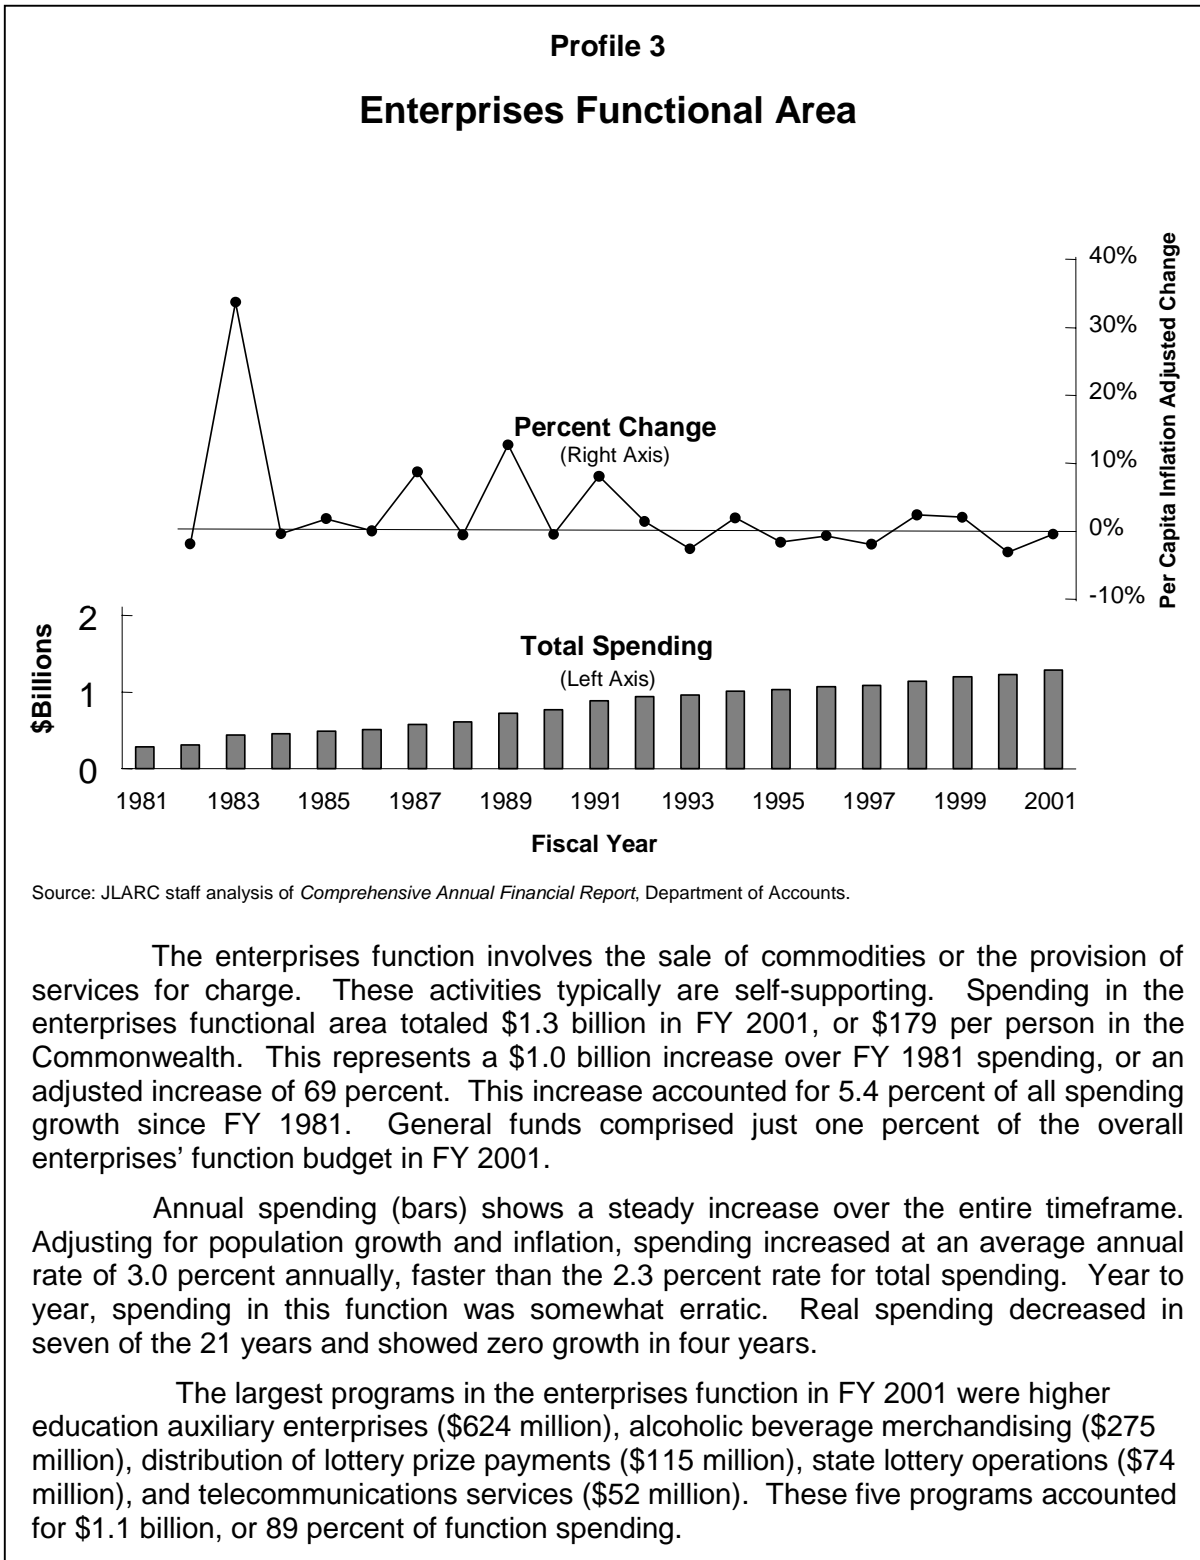 Profile 3
Enterprises Functional Area
40%
30%
20%
10%
0%
-10%
Per Capita Inflation Adjusted Change
Percent Change
(Right Axis)
2
1
0
$Billions
Total Spending
(Left Axis)
1981 1983 1985 1987 1989 1991 1993 1995 1997 1999 2001
Fiscal Year
Source: JLARC staff analysis of Comprehensive Annual Financial Report, Department of Accounts.
The enterprises function involves the sale of commodities or the provision of
services for charge. These activities typically are self-supporting. Spending in the
enterprises functional area totaled $1.3 billion in FY 2001, or $179 per person in the
Commonwealth. This represents a $1.0 billion increase over FY 1981 spending, or an
adjusted increase of 69 percent. This increase accounted for 5.4 percent of all spending
growth since FY 1981. General funds comprised just one percent of the overall
enterprises’ function budget in FY 2001.
Annual spending (bars) shows a steady increase over the entire timeframe.
Adjusting for population growth and inflation, spending increased at an average annual
rate of 3.0 percent annually, faster than the 2.3 percent rate for total spending. Year to
year, spending in this function was somewhat erratic. Real spending decreased in
seven of the 21 years and showed zero growth in four years.
The largest programs in the enterprises function in FY 2001 were higher
education auxiliary enterprises ($624 million), alcoholic beverage merchandising ($275
million), distribution of lottery prize payments ($115 million), state lottery operations ($74
million), and telecommunications services ($52 million). These five programs accounted
for $1.1 billion, or 89 percent of function spending.